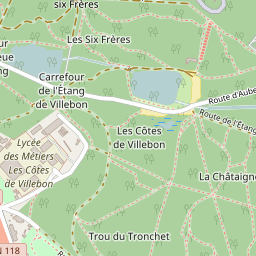 six Frères
Les Six Frères
Carrefour
de l'Étang
de Villebon
Route d'Aube
Route de l'Étang
Les Côtes
de Villebon
Lycée
des Métiers
Les Côtes
de Villebon
La Châtaigne
Trou du Tronchet
N 118